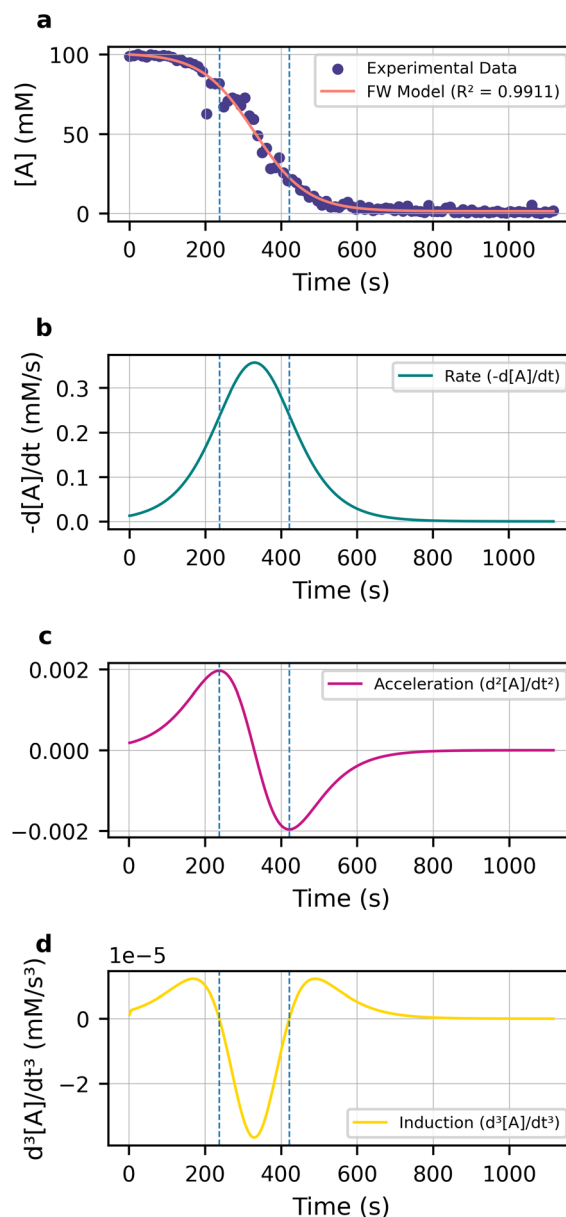 a
100
50
0
[A] (mM)
Experimental Data
FW Model (R² = 0.9911)
0 200 400 600 800 1000
Time (s)
b
0.3
0.2
0.1
0.0
-d[A]/dt (mM/s)
Rate (-d[A]/dt)
0 200 400 600 800 1000
Time (s)
c
0.002
0.000
−0.002
Acceleration (d²[A]/dt²)
0 200 400 600 800 1000
Time (s)
d
1e−5
0
−2
d³[A]/dt³ (mM/s³)
Induction (d³[A]/dt³)
0 200 400 600 800 1000
Time (s)